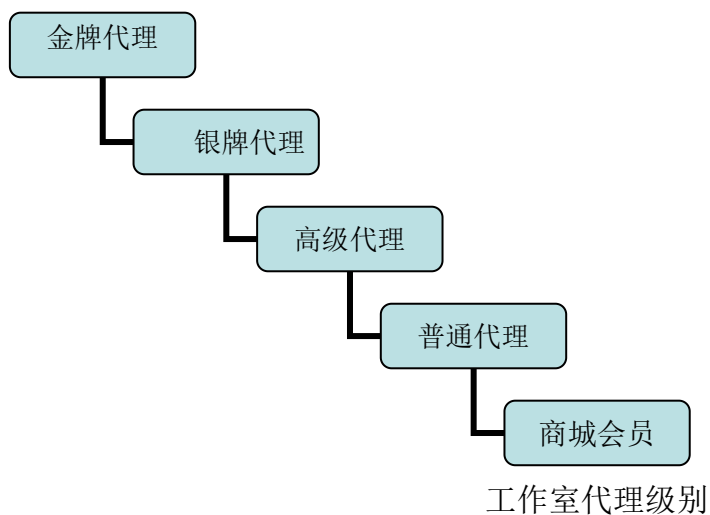 金牌代理
银牌代理
高级代理
普通代理
商城会员
工作室代理级别